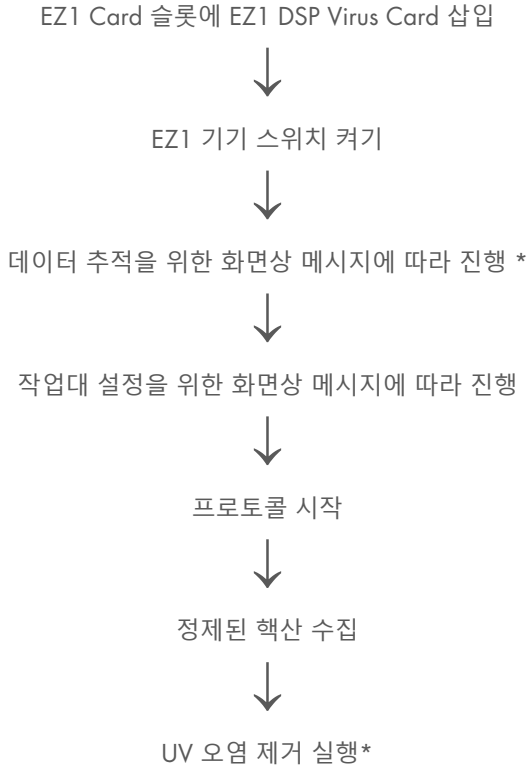 EZ1 Card 슬롯에 EZ1 DSP Virus Card 삽입
EZ1 기기 스위치 켜기
데이터 추적을 위한 화면상 메시지에 따라 진행 *
작업대 설정을 위한 화면상 메시지에 따라 진행
프로토콜 시작
정제된 핵산 수집
UV 오염 제거 실행*